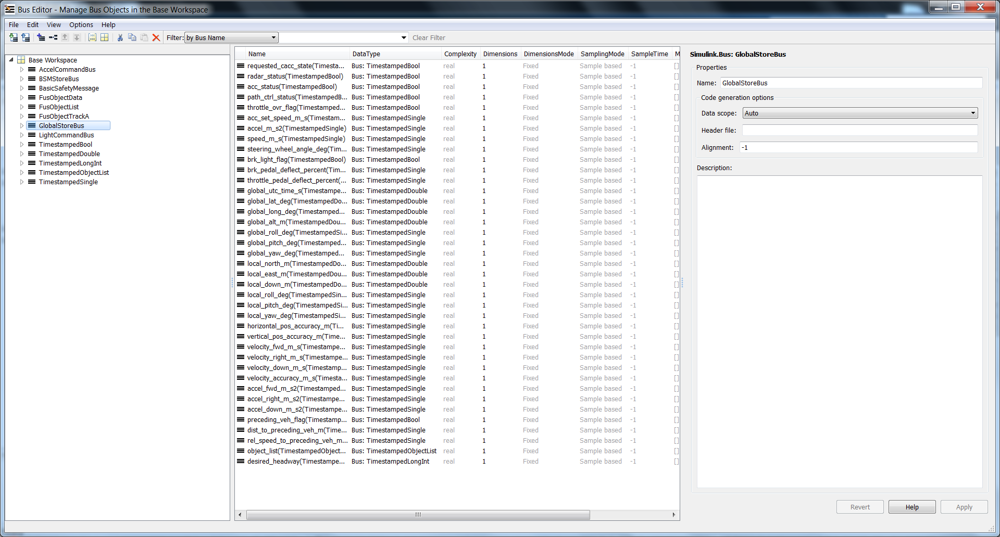 Bus Editor - Manage Bus Objects in the Base Workspace
File Edit View Options Help
Filter: by Bus Name Clear Filter
Base Workspace
AccelCommandBus
BSMStoreBus
BasicSafetyMessage
FusObjectData
FusObjectList
FusObjectTrackA
GlobalStoreBus
LightCommandBus
TimestampedBool
TimestampedDouble
TimestampedLongInt
TimestampedObjectList
TimestampedSingle
Name DataType Complexity Dimensions DimensionsMode SamplingMode SampleTime M
requested_cacc_state(Timesta... Bus: TimestampedBool real 1 Fixed Sample based -1 []
radar_status(TimestampedBool) Bus: TimestampedBool real 1 Fixed Sample based -1 []
acc_status(TimestampedBool) Bus: TimestampedBool real 1 Fixed Sample based -1 []
path_ctrl_status(TimestampedB... Bus: TimestampedBool real 1 Fixed Sample based -1 []
throttle_ovr_flag(Timestamped... Bus: TimestampedBool real 1 Fixed Sample based -1 []
acc_set_speed_m_s(Timestam... Bus: TimestampedSingle real 1 Fixed Sample based -1 []
accel_m_s2(TimestampedSingle) Bus: TimestampedSingle real 1 Fixed Sample based -1 []
speed_m_s(TimestampedSingle) Bus: TimestampedSingle real 1 Fixed Sample based -1 []
steering_wheel_angle_deg(Tim... Bus: TimestampedSingle real 1 Fixed Sample based -1 []
brk_light_flag(TimestampedBool) Bus: TimestampedBool real 1 Fixed Sample based -1 []
brk_pedal_deflect_percent(Tim... Bus: TimestampedSingle real 1 Fixed Sample based -1 []
throttle_pedal_deflect_percent(... Bus: TimestampedSingle real 1 Fixed Sample based -1 []
global_utc_time_s(Timestampe... Bus: TimestampedDouble real 1 Fixed Sample based -1 []
global_lat_deg(TimestampedDo... Bus: TimestampedDouble real 1 Fixed Sample based -1 []
global_long_deg(Timestamped... Bus: TimestampedDouble real 1 Fixed Sample based -1 []
global_alt_m(TimestampedDou... Bus: TimestampedDouble real 1 Fixed Sample based -1 []
global_roll_deg(TimestampedSi... Bus: TimestampedSingle real 1 Fixed Sample based -1 []
global_pitch_deg(Timestamped... Bus: TimestampedSingle real 1 Fixed Sample based -1 []
global_yaw_deg(Timestamped... Bus: TimestampedSingle real 1 Fixed Sample based -1 []
local_north_m(TimestampedDo... Bus: TimestampedDouble real 1 Fixed Sample based -1 []
local_east_m(TimestampedDou... Bus: TimestampedDouble real 1 Fixed Sample based -1 []
local_down_m(TimestampedDo... Bus: TimestampedDouble real 1 Fixed Sample based -1 []
local_roll_deg(TimestampedSin... Bus: TimestampedSingle real 1 Fixed Sample based -1 []
local_pitch_deg(TimestampedSi... Bus: TimestampedSingle real 1 Fixed Sample based -1 []
local_yaw_deg(TimestampedSi... Bus: TimestampedSingle real 1 Fixed Sample based -1 []
horizontal_pos_accuracy_m(Ti... Bus: TimestampedSingle real 1 Fixed Sample based -1 []
vertical_pos_accuracy_m(Time... Bus: TimestampedSingle real 1 Fixed Sample based -1 []
velocity_fwd_m_s(Timestampe... Bus: TimestampedSingle real 1 Fixed Sample based -1 []
velocity_right_m_s(Timestampe... Bus: TimestampedSingle real 1 Fixed Sample based -1 []
velocity_down_m_s(Timestamp... Bus: TimestampedSingle real 1 Fixed Sample based -1 []
velocity_accuracy_m_s(Timesta... Bus: TimestampedSingle real 1 Fixed Sample based -1 []
accel_fwd_m_s2(Timestamped... Bus: TimestampedSingle real 1 Fixed Sample based -1 []
accel_right_m_s2(Timestampe... Bus: TimestampedSingle real 1 Fixed Sample based -1 []
accel_down_m_s2(Timestampe... Bus: TimestampedSingle real 1 Fixed Sample based -1 []
preceding_veh_flag(Timestamp... Bus: TimestampedBool real 1 Fixed Sample based -1 []
dist_to_preceding_veh_m(Time... Bus: TimestampedSingle real 1 Fixed Sample based -1 []
rel_speed_to_preceding_veh_m... Bus: TimestampedSingle real 1 Fixed Sample based -1 []
object_list(TimestampedObject... Bus: TimestampedObjectList real 1 Fixed Sample based -1 []
desired_headway(Timestampe... Bus: TimestampedLongInt real 1 Fixed Sample based -1 []
Simulink.Bus: GlobalStoreBus
Properties
Name: GlobalStoreBus
Code generation options
Data scope: Auto
Header file:
Alignment: -1
Description:
Revert Help Apply